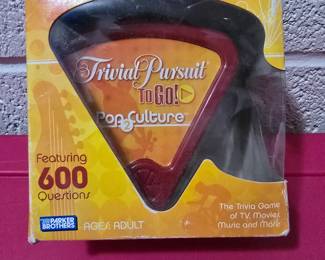 Trivial Pursuit
TO GO!
Pop Culture
2
Featuring
600
Questions
PARKER
BROTHERS
AGES: ADULT
The Trivia Game
of TV, Movies,
Music and More